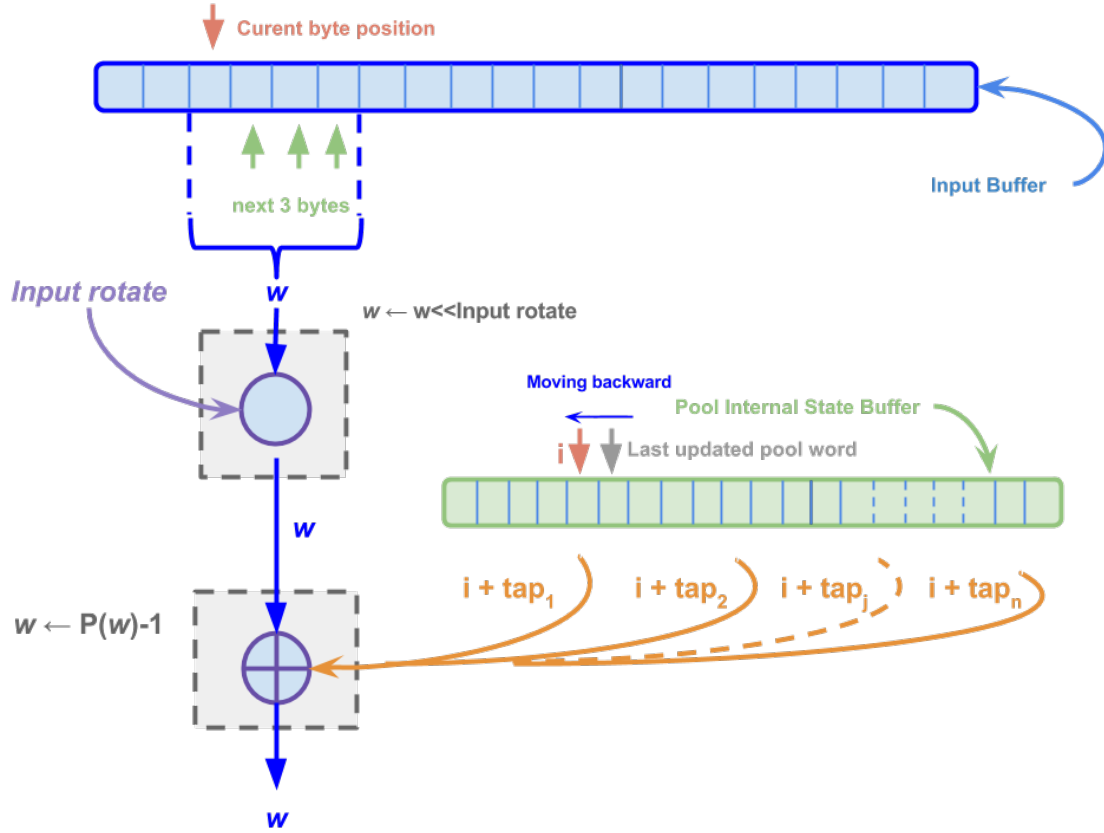 Curent byte position
Input Buffer
next 3 bytes
Input rotate
w
w ← w<<Input rotate
Moving backward
Pool Internal State Buffer
i
Last updated pool word
w
i + tap₁
i + tap₂
i + tapⱼ
i + tapₙ
w ← P(w)-1
w